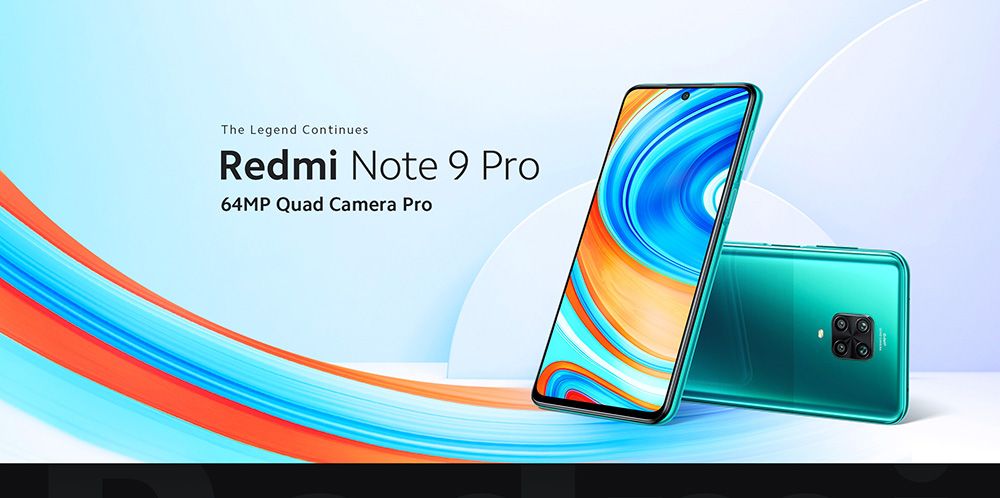 The Legend Continues
Redmi Note 9 Pro
64MP Quad Camera Pro